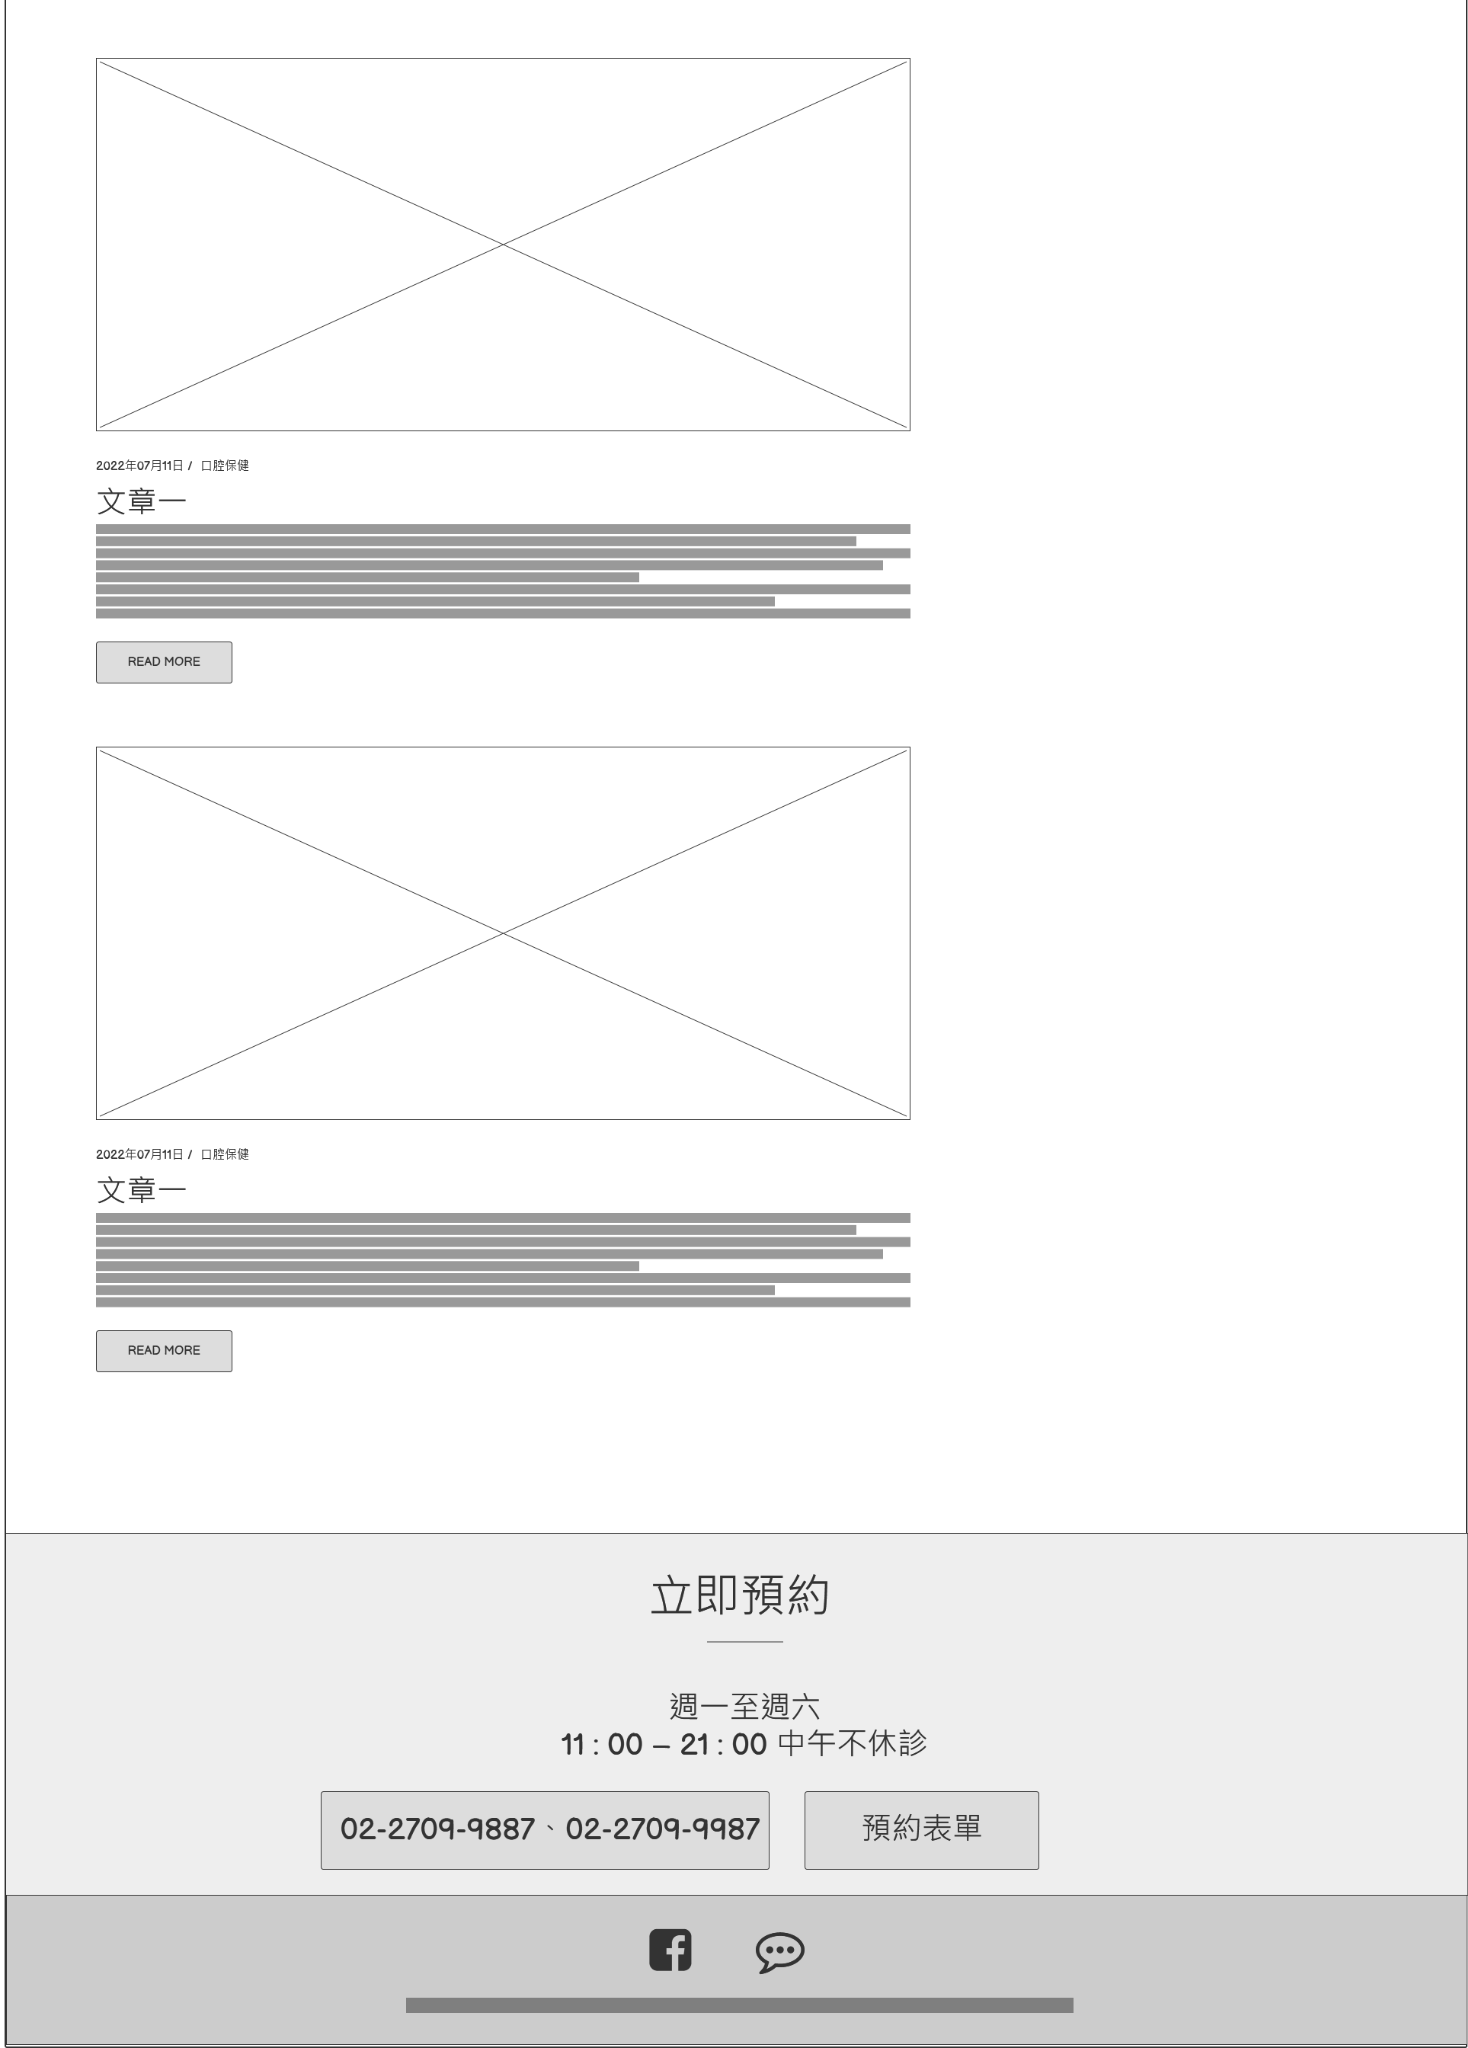 2022年07月11日 / 口腔保健
文章一
READ MORE
2022年07月11日 / 口腔保健
文章一
READ MORE
立即預約
週一至週六
11 : 00 – 21 : 00 中午不休診
02-2709-9887、02-2709-9987
預約表單